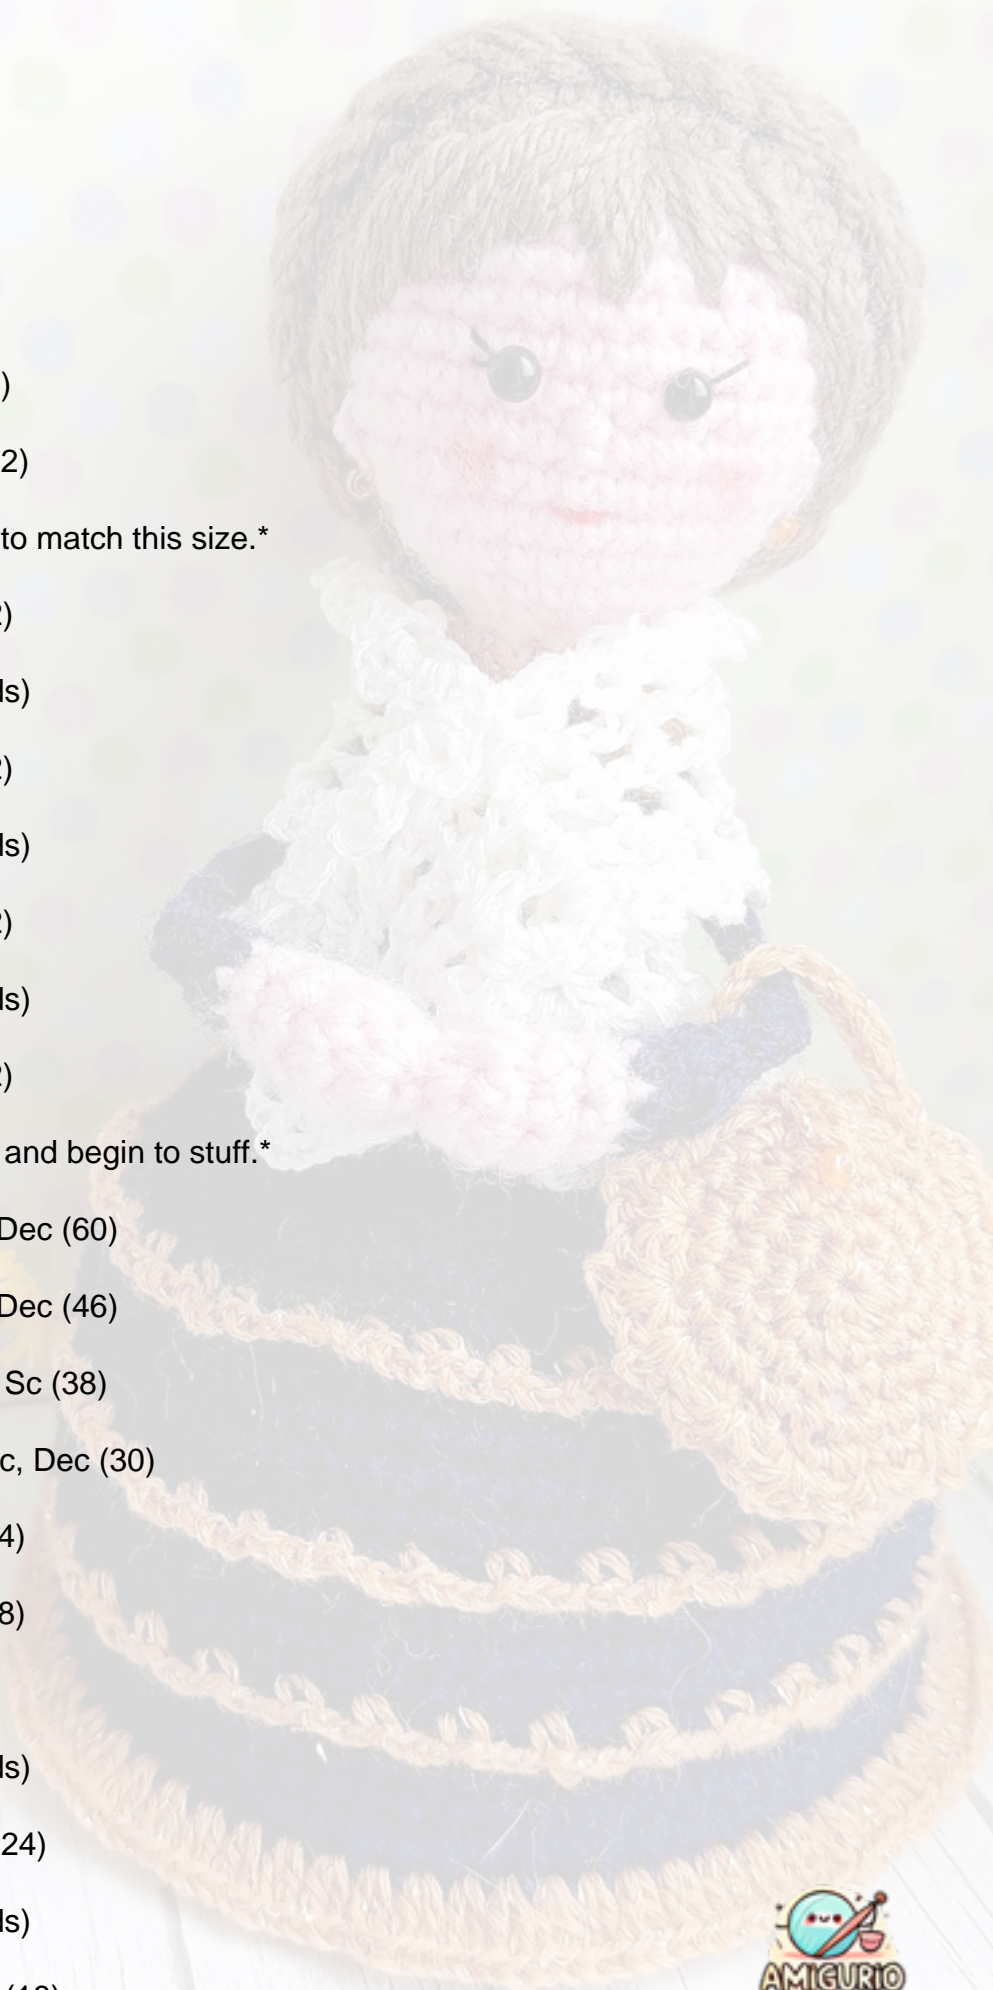 )
2)
to match this size.*
2)
ls)
2)
ls)
2)
ls)
2)
and begin to stuff.*
Dec (60)
Dec (46)
Sc (38)
c, Dec (30)
4)
8)
ls)
24)
ls)
AMIGURIO